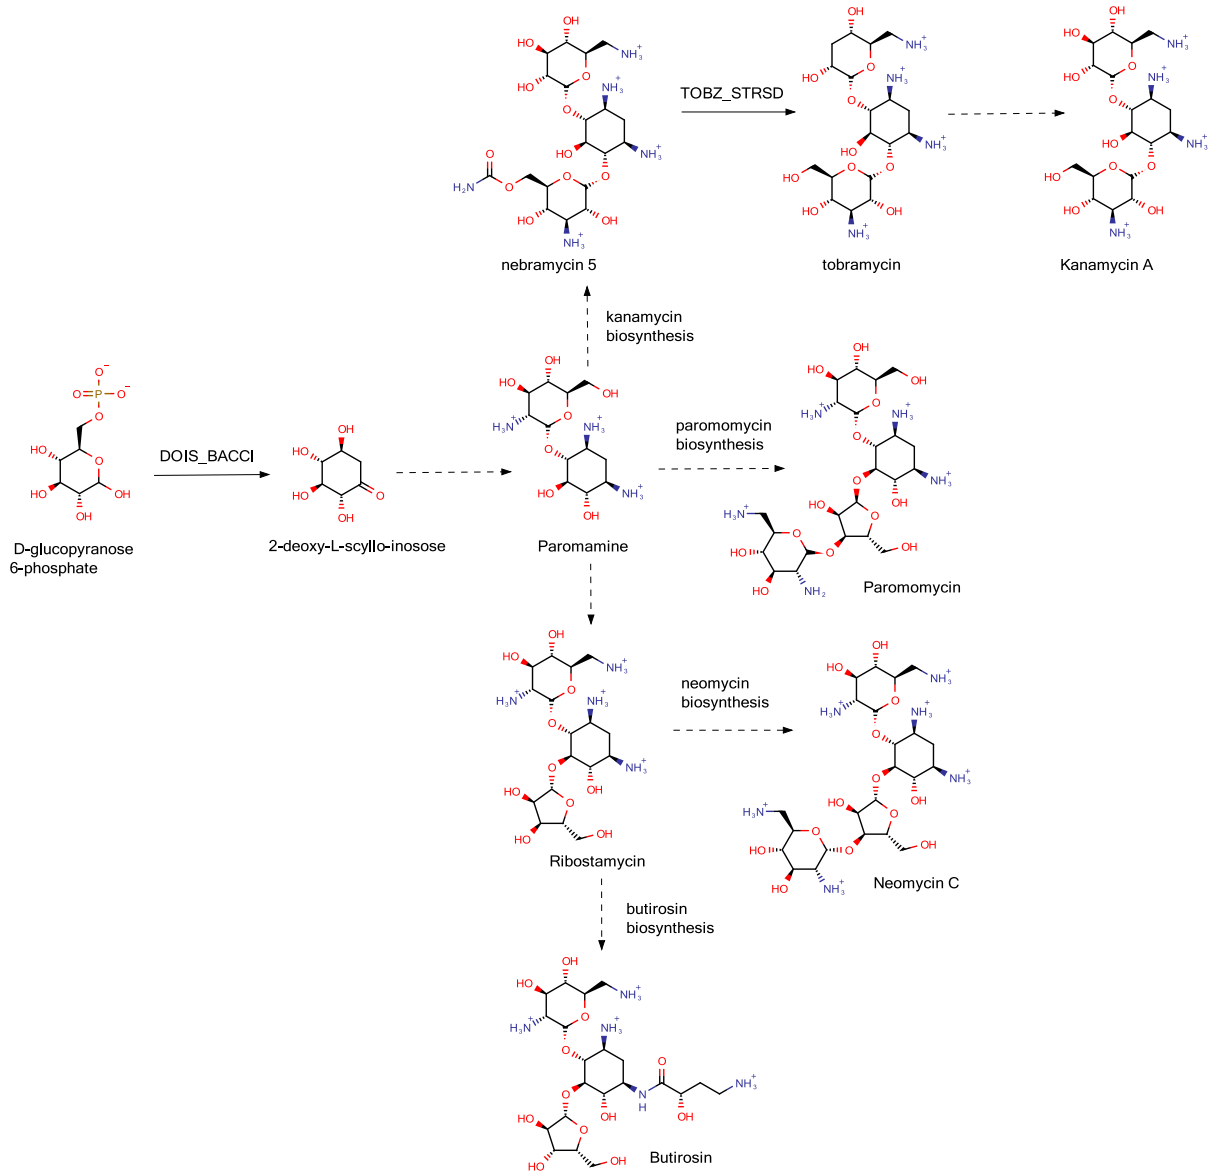 nebramycin 5
TOBZ_STRSD
tobramycin
Kanamycin A
kanamycin
biosynthesis
D-glucopyranose
6-phosphate
DOIS_BACCI
2-deoxy-L-scyllo-inosose
Paromamine
paromomycin
biosynthesis
Paromomycin
Ribostamycin
neomycin
biosynthesis
Neomycin C
butirosin
biosynthesis
Butirosin